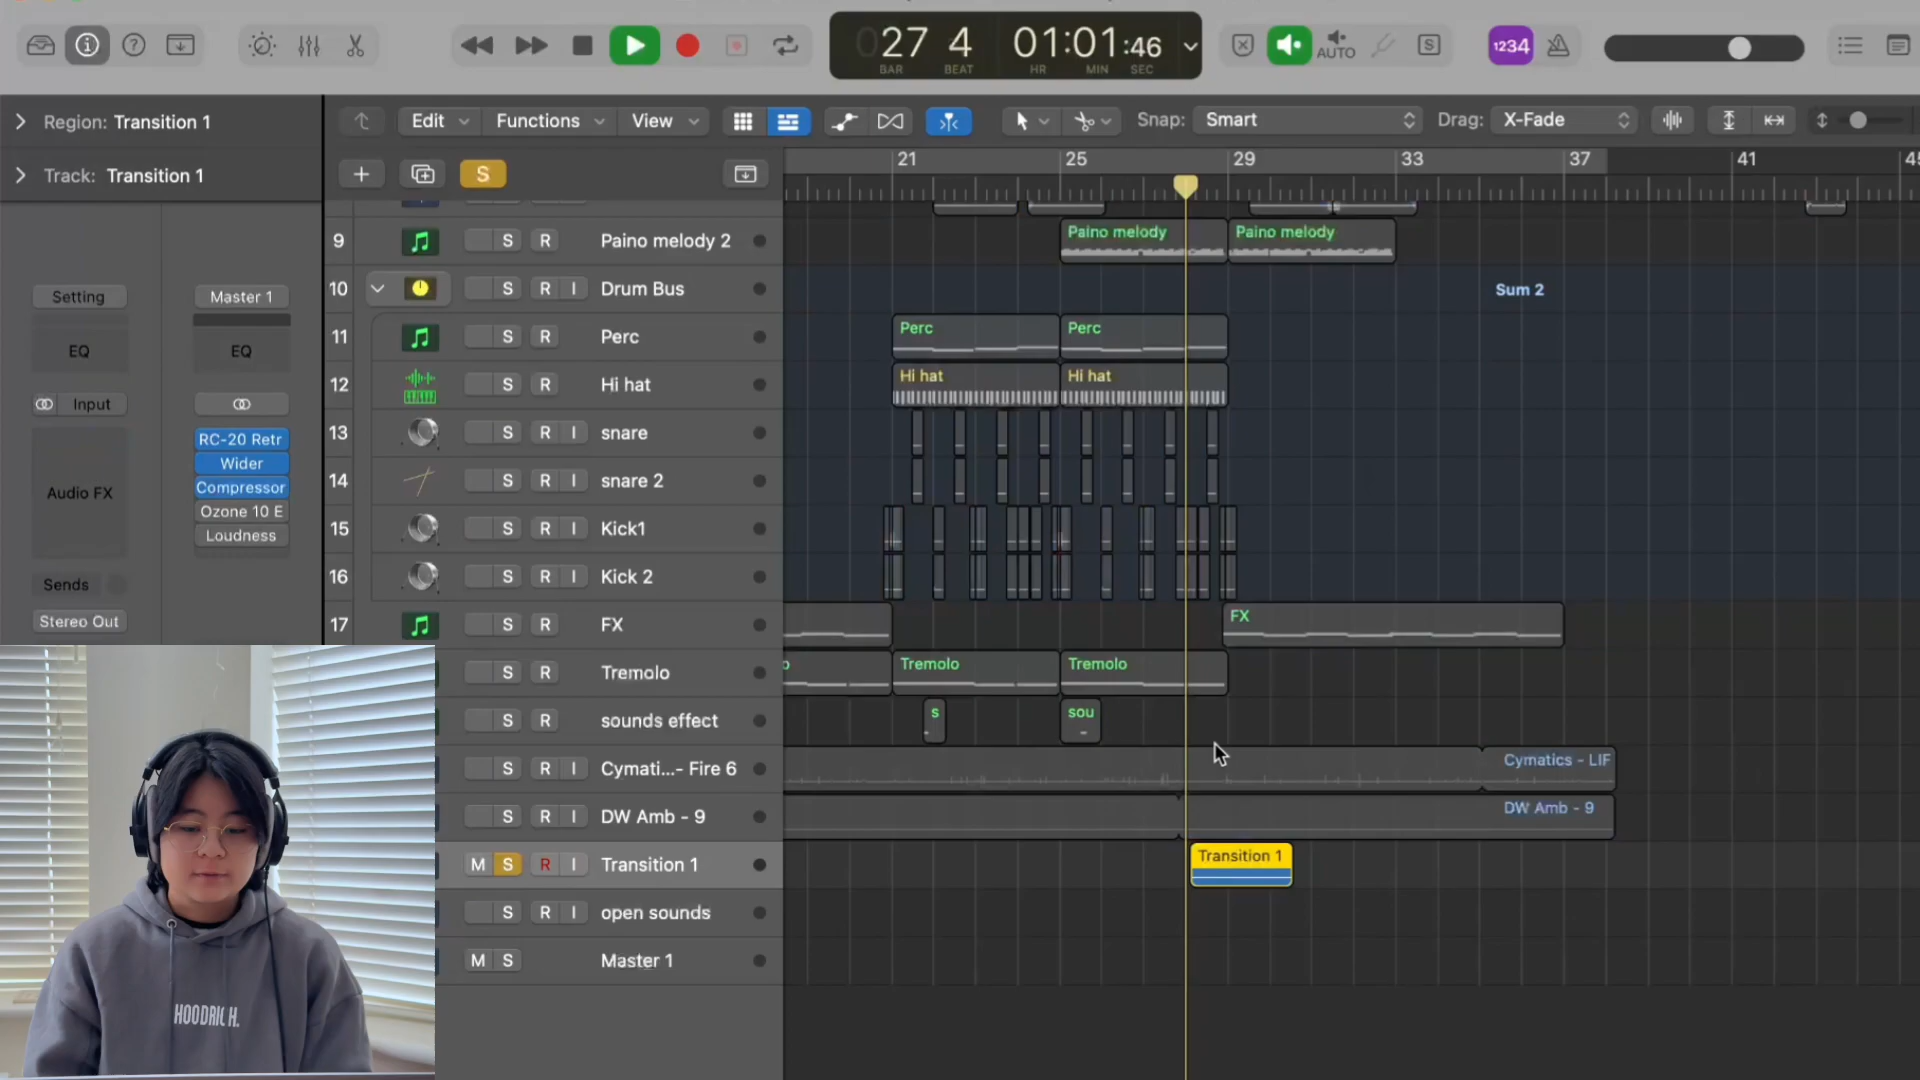 27 4
BAR BEAT
01:01:46
HR MIN SEC
AUTO
S
1234
Region: Transition 1
Edit
Functions
View
Snap: Smart
Drag: X-Fade
Track: Transition 1
S
21 25 29 33 37 41 45
9 S R Paino melody 2
Paino melody
Paino melody
Setting
Master 1
10 S R I Drum Bus
Sum 2
EQ
EQ
11 S R Perc
Perc
Perc
Input
12 S R Hi hat
Hi hat
Hi hat
RC-20 Retr
Wider
Compressor
Ozone 10 E
Loudness
Audio FX
13 S R I snare
14 S R I snare 2
15 S R I Kick1
16 S R I Kick 2
Sends
Stereo Out
17 S R FX
FX
S R Tremolo
Tremolo
Tremolo
S R sounds effect
s
sou
S R I Cymati...- Fire 6
Cymatics - LIF
S R I DW Amb - 9
DW Amb - 9
M S R I Transition 1
Transition 1
S R I open sounds
M S Master 1
HOODRICH.